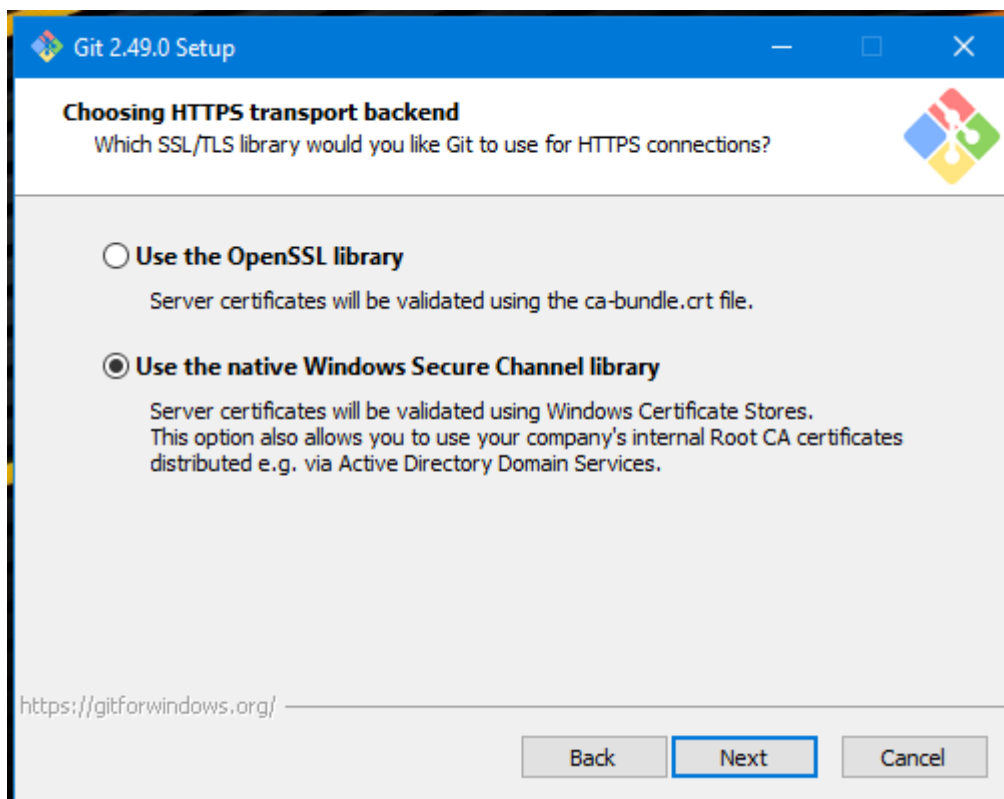 Git 2.49.0 Setup
Choosing HTTPS transport backend
Which SSL/TLS library would you like Git to use for HTTPS connections?
Use the OpenSSL library
Server certificates will be validated using the ca-bundle.crt file.
Use the native Windows Secure Channel library
Server certificates will be validated using Windows Certificate Stores.
This option also allows you to use your company's internal Root CA certificates
distributed e.g. via Active Directory Domain Services.
https://gitforwindows.org/
Back Next Cancel